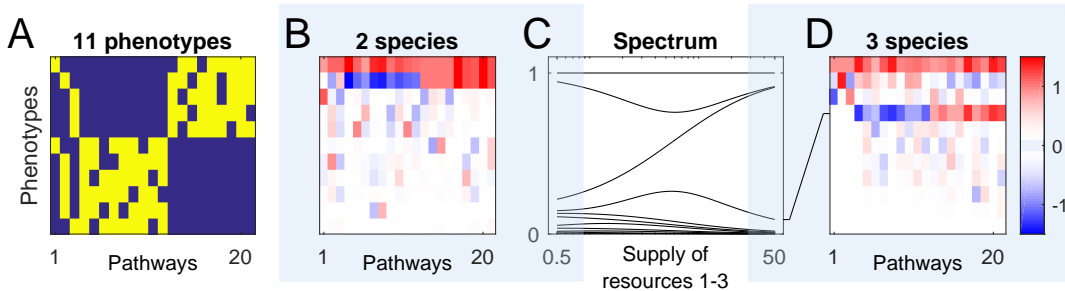 A
11 phenotypes
Phenotypes
1
20
Pathways
B
2 species
1
20
Pathways
C
Spectrum
1
0
0.5
50
Supply of
resources 1-3
D
3 species
1
20
Pathways
1
0
-1